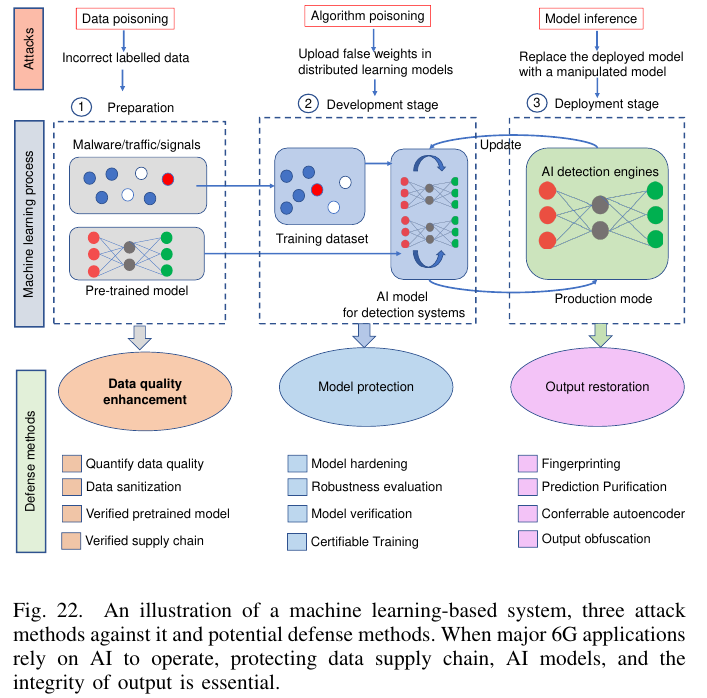 Attacks
Data poisoning
Algorithm poisoning
Model inference
Incorrect labelled data
Upload false weights in
distributed learning models
Replace the deployed model
with a manipulated model
1 Preparation
2 Development stage
3 Deployment stage
Machine learning process
Malware/traffic/signals
Pre-trained model
Training dataset
AI model
for detection systems
Update
AI detection engines
Production mode
Data quality
enhancement
Model protection
Output restoration
Defense methods
Quantify data quality
Data sanitization
Verified pretrained model
Verified supply chain
Model hardening
Robustness evaluation
Model verification
Certifiable Training
Fingerprinting
Prediction Purification
Conferrable autoencoder
Output obfuscation
Fig. 22. An illustration of a machine learning-based system, three attack
methods against it and potential defense methods. When major 6G applications
rely on AI to operate, protecting data supply chain, AI models, and the
integrity of output is essential.